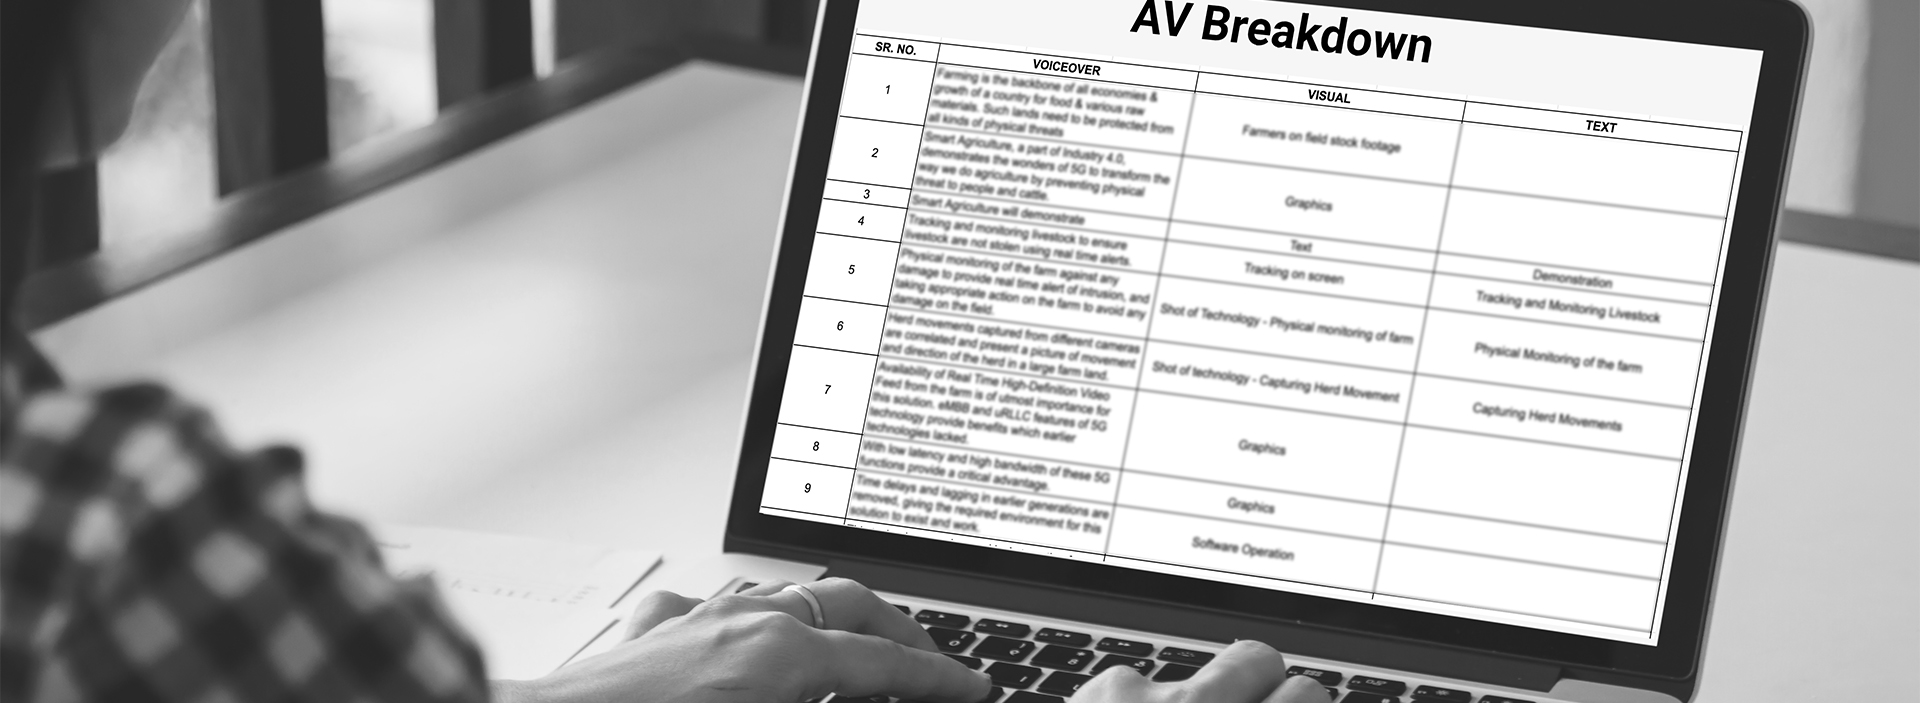 AV Breakdown
SR. NO.
VOICEOVER
VISUAL
TEXT
1
Farming is the backbone of all economies &
growth of a country for food & various raw
materials. Such lands need to be protected from
all kinds of physical threats
Farmers on field stock footage
2
Smart Agriculture, a part of Industry 4.0,
demonstrates the wonders of 5G to transform the
way we do agriculture by preventing physical
threat to people and cattle.
Graphics
3
Smart Agriculture will demonstrate
Text
Demonstration
4
Tracking and monitoring livestock to ensure
livestock are not stolen using real time alerts.
Tracking on screen
Tracking and Monitoring Livestock
5
Physical monitoring of the farm against any
damage to provide real time alert of intrusion, and
taking appropriate action on the farm to avoid any
damage on the field.
Shot of Technology - Physical monitoring of farm
Physical Monitoring of the farm
6
Herd movements captured from different cameras
are correlated and present a picture of movement
and direction of the herd in a large farm land.
Shot of technology - Capturing Herd Movement
Capturing Herd Movements
7
Availability of Real Time High-Definition Video
Feed from the farm is of utmost importance for
this solution. eMBB and uRLLC features of 5G
technology provide benefits which earlier
technologies lacked.
Graphics
8
With low latency and high bandwidth of these 5G
functions provide a critical advantage.
Graphics
9
Time delays and lagging in earlier generations are
removed, giving the required environment for this
solution to exist and work.
Software Operation